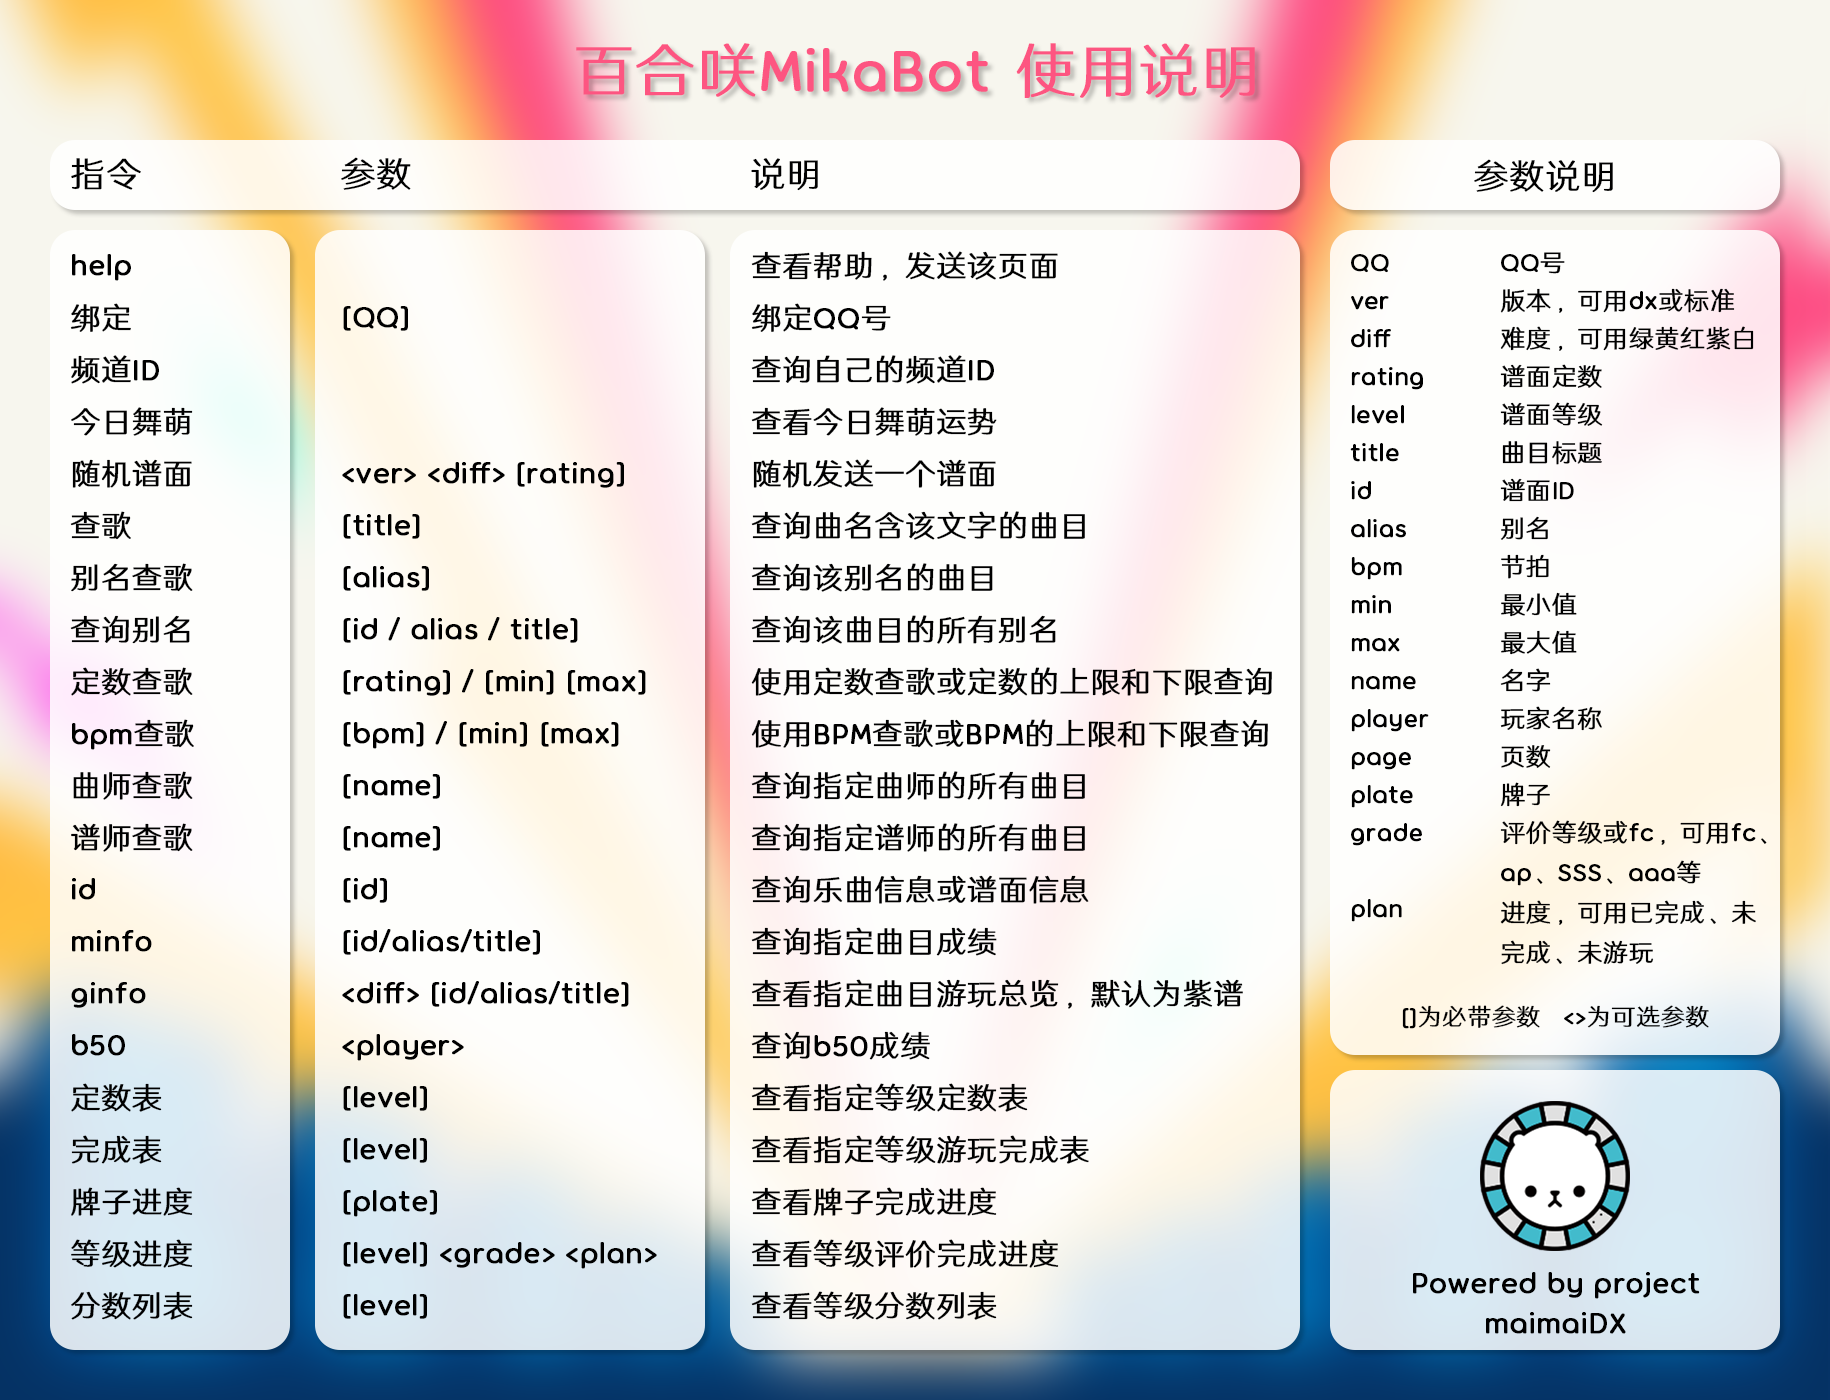 百合咲MikaBot 使用说明
指令 参数 说明
help 查看帮助，发送该页面
绑定 [QQ] 绑定QQ号
频道ID 查询自己的频道ID
今日舞萌 查看今日舞萌运势
随机谱面 <ver> <diff> [rating] 随机发送一个谱面
查歌 [title] 查询曲名含该文字的曲目
别名查歌 [alias] 查询该别名的曲目
查询别名 [id / alias / title] 查询该曲目的所有别名
定数查歌 [rating] / [min] [max] 使用定数查歌或定数的上限和下限查询
bpm查歌 [bpm] / [min] [max] 使用BPM查歌或BPM的上限和下限查询
曲师查歌 [name] 查询指定曲师的所有曲目
谱师查歌 [name] 查询指定谱师的所有曲目
id [id] 查询乐曲信息或谱面信息
minfo [id/alias/title] 查询指定曲目成绩
ginfo <diff> [id/alias/title] 查看指定曲目游玩总览，默认为紫谱
b50 <player> 查询b50成绩
定数表 [level] 查看指定等级定数表
完成表 [level] 查看指定等级游玩完成表
牌子进度 [plate] 查看牌子完成进度
等级进度 [level] <grade> <plan> 查看等级评价完成进度
分数列表 [level] 查看等级分数列表
参数说明
QQ QQ号
ver 版本，可用dx或标准
diff 难度，可用绿黄红紫白
rating 谱面定数
level 谱面等级
title 曲目标题
id 谱面ID
alias 别名
bpm 节拍
min 最小值
max 最大值
name 名字
player 玩家名称
page 页数
plate 牌子
grade 评价等级或fc，可用fc、
ap、SSS、aaa等
plan 进度，可用已完成、未
完成、未游玩
[]为必带参数 <>为可选参数
Powered by project
maimaiDX